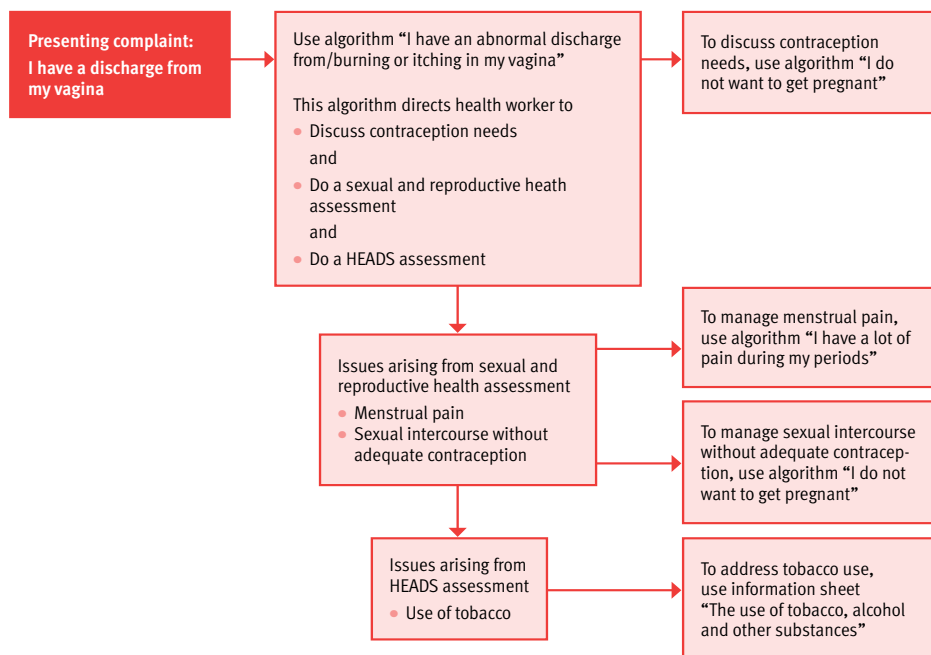 Presenting complaint:
I have a discharge from
my vagina
Use algorithm “I have an abnormal discharge
from/burning or itching in my vagina”
This algorithm directs health worker to
• Discuss contraception needs
and
• Do a sexual and reproductive heath
assessment
and
• Do a HEADS assessment
To discuss contraception
needs, use algorithm “I do
not want to get pregnant”
Issues arising from sexual and
reproductive health assessment
• Menstrual pain
• Sexual intercourse without
adequate contraception
To manage menstrual pain,
use algorithm “I have a lot of
pain during my periods”
To manage sexual intercourse
without adequate contracep-
tion, use algorithm “I do not
want to get pregnant”
Issues arising from
HEADS assessment
• Use of tobacco
To address tobacco use,
use information sheet
“The use of tobacco, alcohol
and other substances”